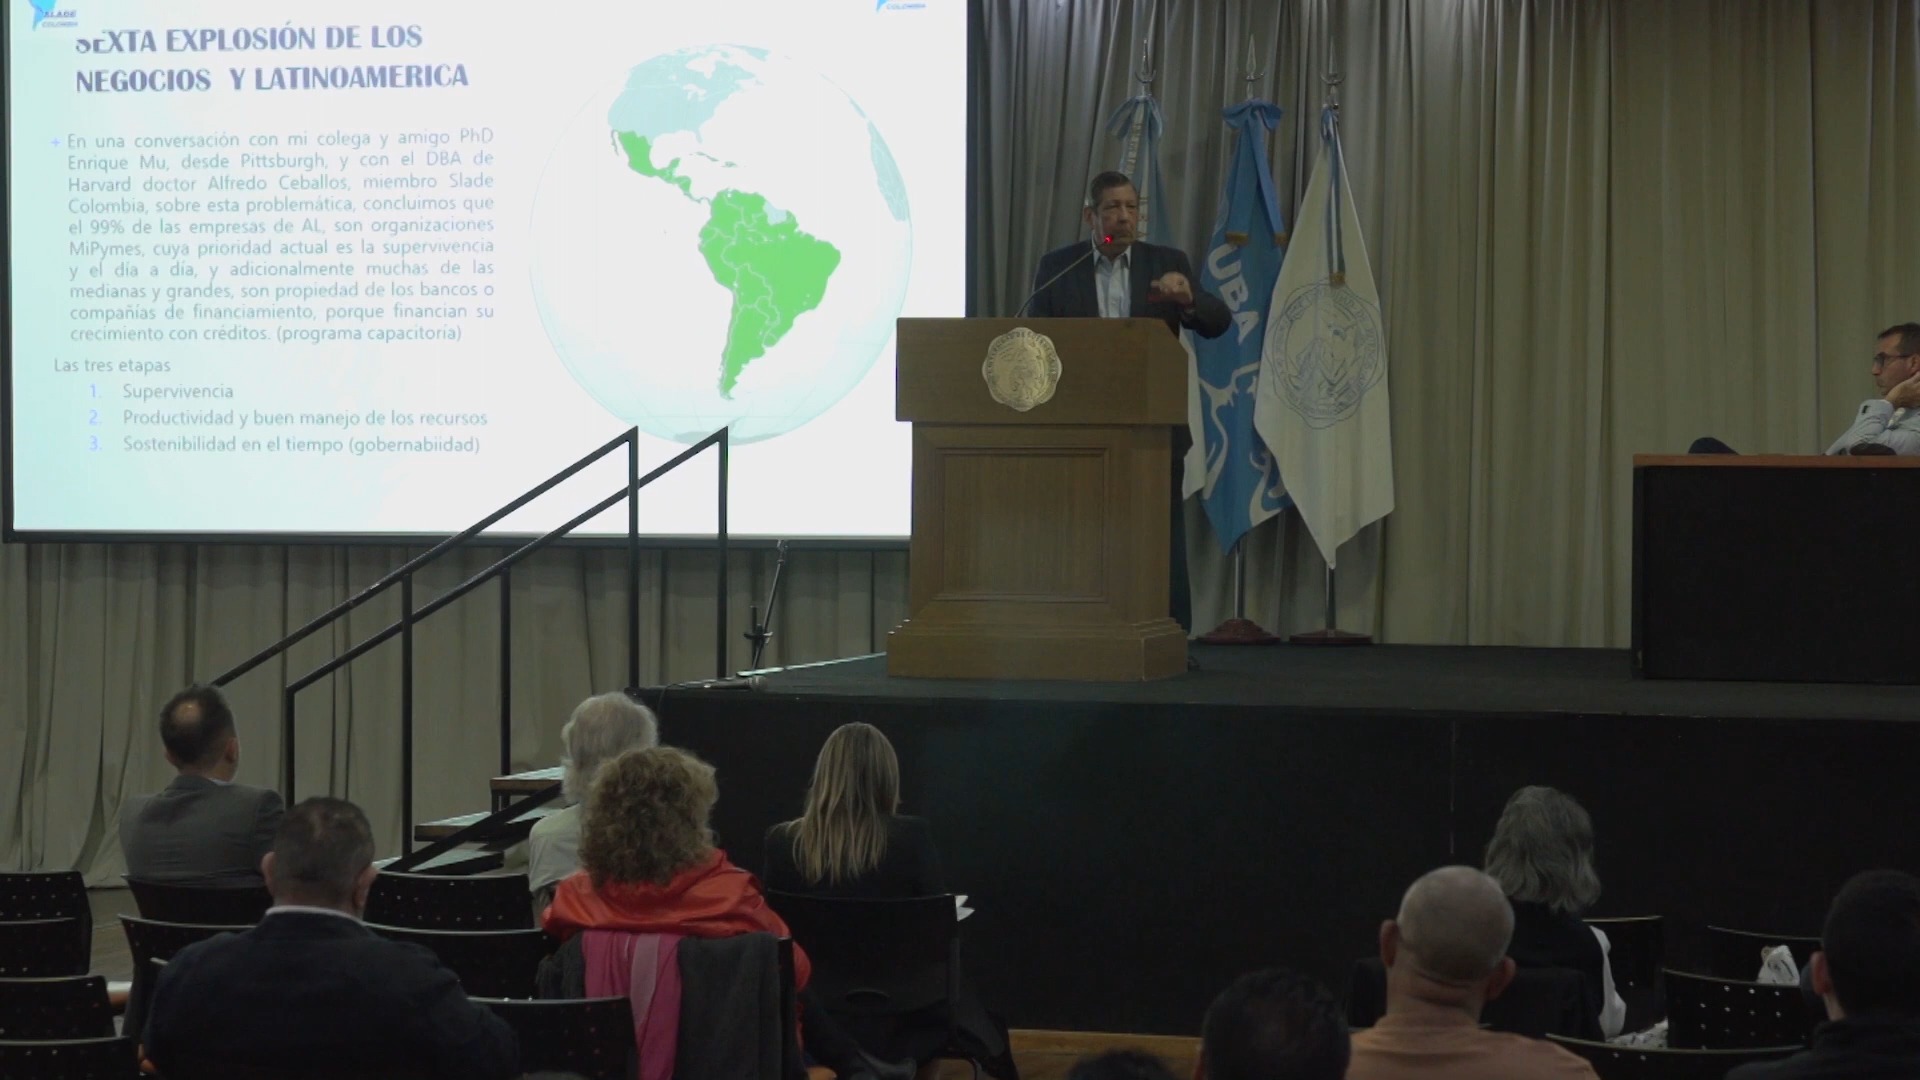 SLADE
COLOMBIA
COLOMBIA
SEXTA EXPLOSIÓN DE LOS
NEGOCIOS Y LATINOAMERICA
+ En una conversación con mi colega y amigo PhD
Enrique Mu, desde Pittsburgh, y con el DBA de
Harvard doctor Alfredo Ceballos, miembro Slade
Colombia, sobre esta problemática, concluimos que
el 99% de las empresas de AL, son organizaciones
MiPymes, cuya prioridad actual es la supervivencia
y el día a día, y adicionalmente muchas de las
medianas y grandes, son propiedad de los bancos o
compañías de financiamiento, porque financian su
crecimiento con créditos. (programa capacitoría)
Las tres etapas
1. Supervivencia
2. Productividad y buen manejo de los recursos
3. Sostenibilidad en el tiempo (gobernabiidad)
UBA